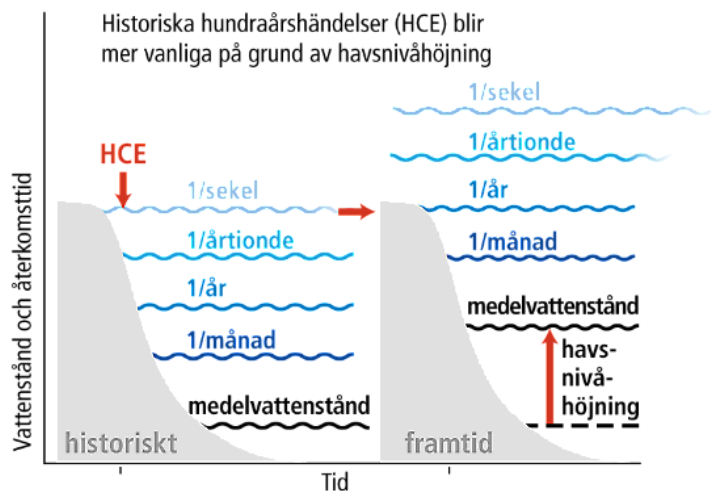 Historiska hundraårshändelser (HCE) blir
mer vanliga på grund av havsnivåhöjning
Vattenstånd och återkomsttid
HCE
1/sekel
1/årtionde
1/år
1/månad
medelvattenstånd
historiskt
1/sekel
1/årtionde
1/år
1/månad
medelvattenstånd
havs-
nivå-
höjning
framtid
Tid